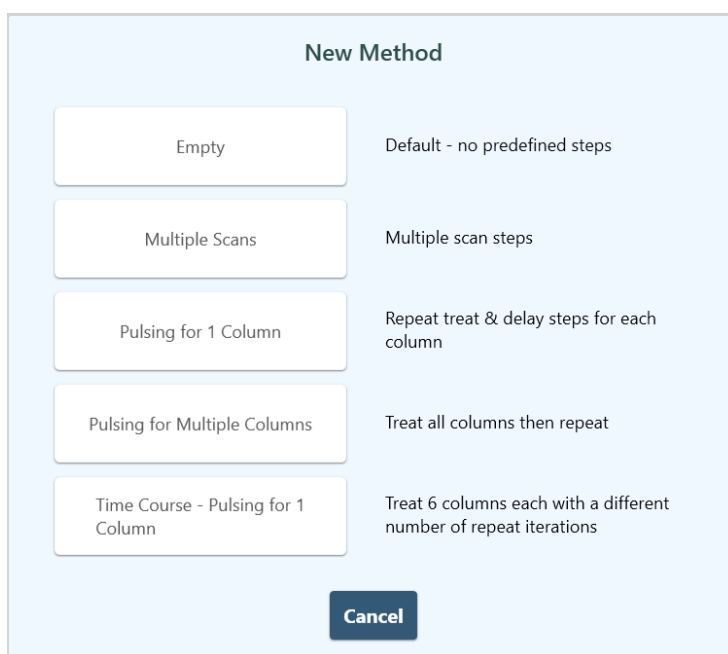 New Method
Empty
Default - no predefined steps
Multiple Scans
Multiple scan steps
Pulsing for 1 Column
Repeat treat & delay steps for each
column
Pulsing for Multiple Columns
Treat all columns then repeat
Time Course - Pulsing for 1
Column
Treat 6 columns each with a different
number of repeat iterations
Cancel